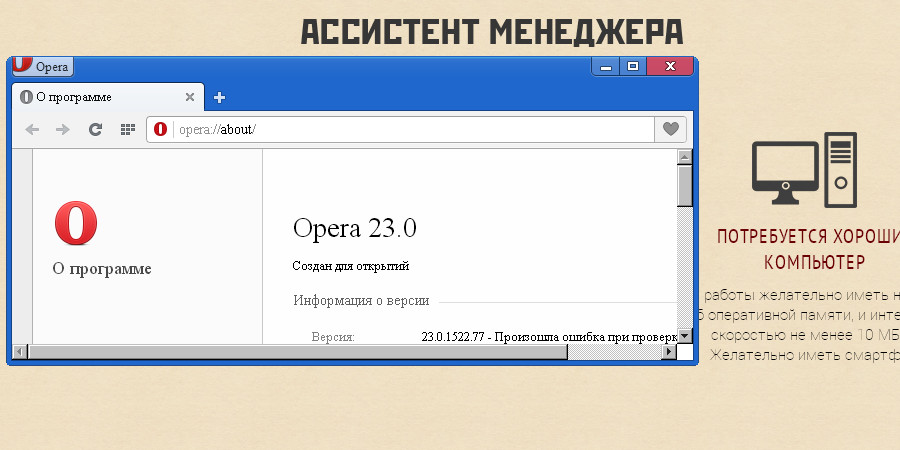 АССИСТЕНТ МЕНЕДЖЕРА
Opera
О программе
opera://about/
О программе
Opera 23.0
Создан для открытий
Информация о версии
Версия: 23.0.1522.77 - Произошла ошибка при проверк
ПОТРЕБУЕТСЯ ХОРОШИ
КОМПЬЮТЕР
работы желательно иметь н
б оперативной памяти, и инте
скоростью не менее 10 МБ
Желательно иметь смартф